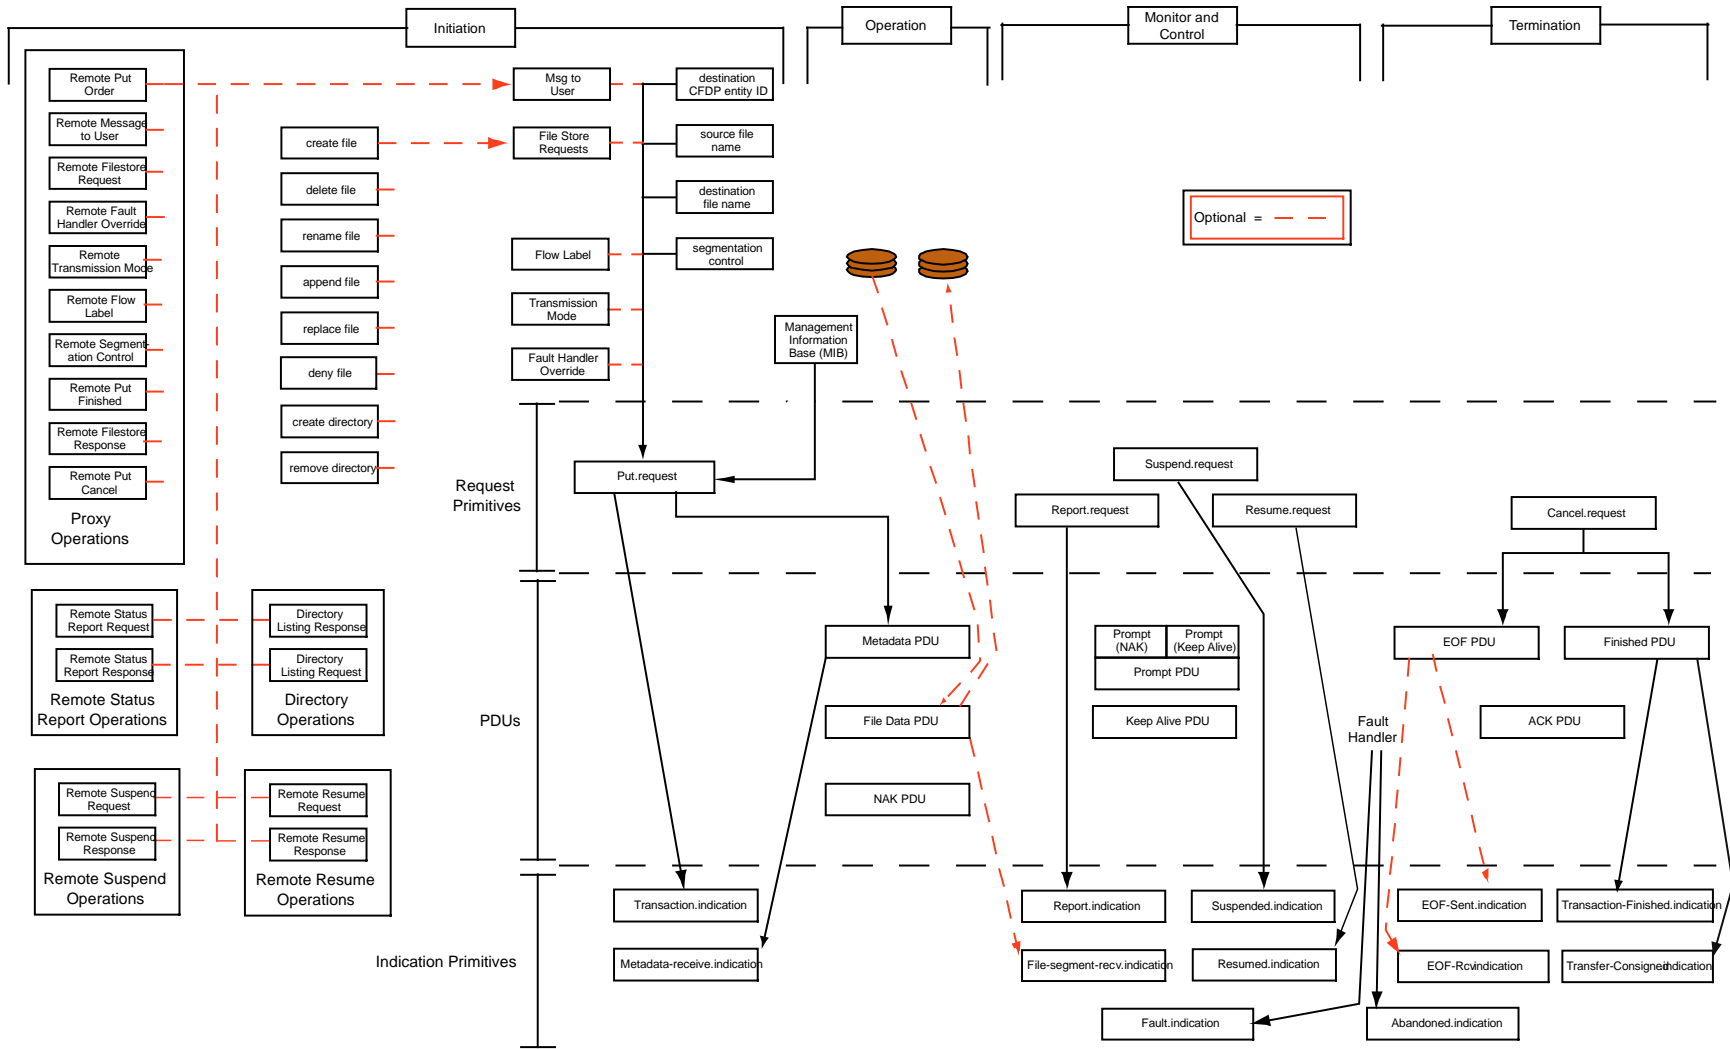 Initiation
Operation
Monitor and
Control
Termination
Remote Put
Order
Remote Message
to User
Remote Filestore
Request
Remote Fault
Handler Override
Remote
Transmission Mode
Remote Flow
Label
Remote Segment-
ation Control
Remote Put
Finished
Remote Filestore
Response
Remote Put
Cancel
Proxy
Operations
create file
delete file
rename file
append file
replace file
deny file
create directory
remove directory
Msg to
User
File Store
Requests
Flow Label
Transmission
Mode
Fault Handler
Override
destination
CFDP entity ID
source file
name
destination
file name
segmentation
control
Management
Information
Base (MIB)
Optional =
Request
Primitives
Put.request
Suspend.request
Report.request
Resume.request
Cancel.request
Remote Status
Report Request
Remote Status
Report Response
Remote Status
Report Operations
Directory
Listing Response
Directory
Listing Request
Directory
Operations
PDUs
Metadata PDU
File Data PDU
NAK PDU
Prompt
(NAK)
Prompt
(Keep Alive)
Prompt PDU
Keep Alive PDU
EOF PDU
Finished PDU
ACK PDU
Fault
Handler
Remote Suspend
Request
Remote Suspend
Response
Remote Suspend
Operations
Remote Resume
Request
Remote Resume
Response
Remote Resume
Operations
Indication Primitives
Transaction.indication
Metadata-receive.indication
Report.indication
File-segment-recv.indication
Suspended.indication
Resumed.indication
EOF-Sent.indication
EOF-Rcvindication
Transaction-Finished.indication
Transfer-Consigned.indication
Fault.indication
Abandoned.indication